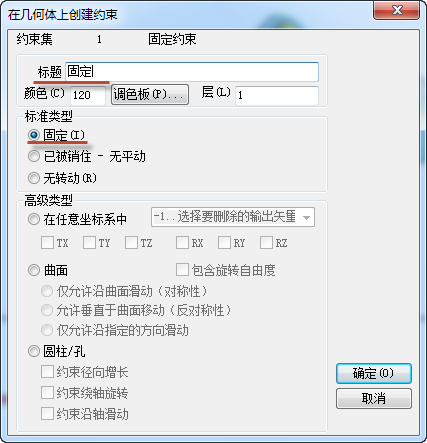 在几何体上创建约束
约束集 1 固定约束
标题 固定
颜色(C) 120 调色板(P)... 层(L) 1
标准类型
固定(I)
已被销住 - 无平动
无转动(R)
高级类型
在任意坐标系中 -1..选择要删除的输出矢量
TX TY TZ RX RY RZ
曲面 包含旋转自由度
仅允许沿曲面滑动(对称性)
允许垂直于曲面移动(反对称性)
仅允许沿指定的方向滑动
圆柱/孔
约束径向增长
约束绕轴旋转
约束沿轴滑动
确定(O)
取消